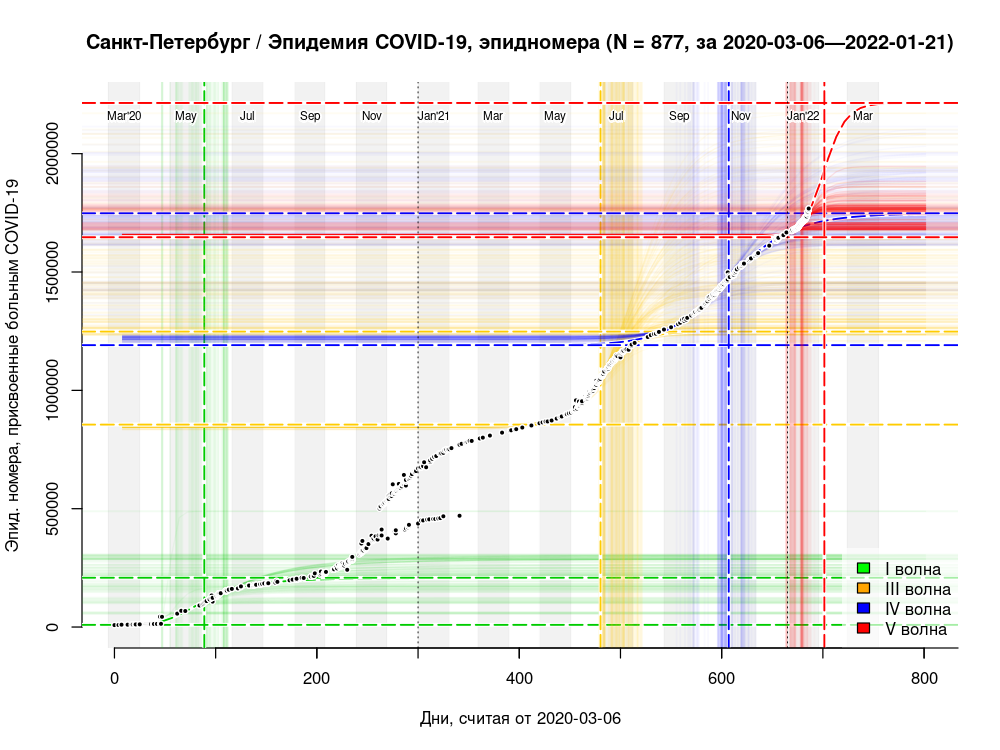 Санкт-Петербург / Эпидемия COVID-19, эпидномера (N = 877, за 2020-03-06—2022-01-21)
Mar'20 May Jul Sep Nov Jan'21 Mar May Jul Sep Nov Jan'22 Mar
Эпид. номера, присвоенные больным COVID-19
2000000
1500000
1000000
500000
0
I волна
III волна
IV волна
V волна
0 200 400 600 800
Дни, считая от 2020-03-06